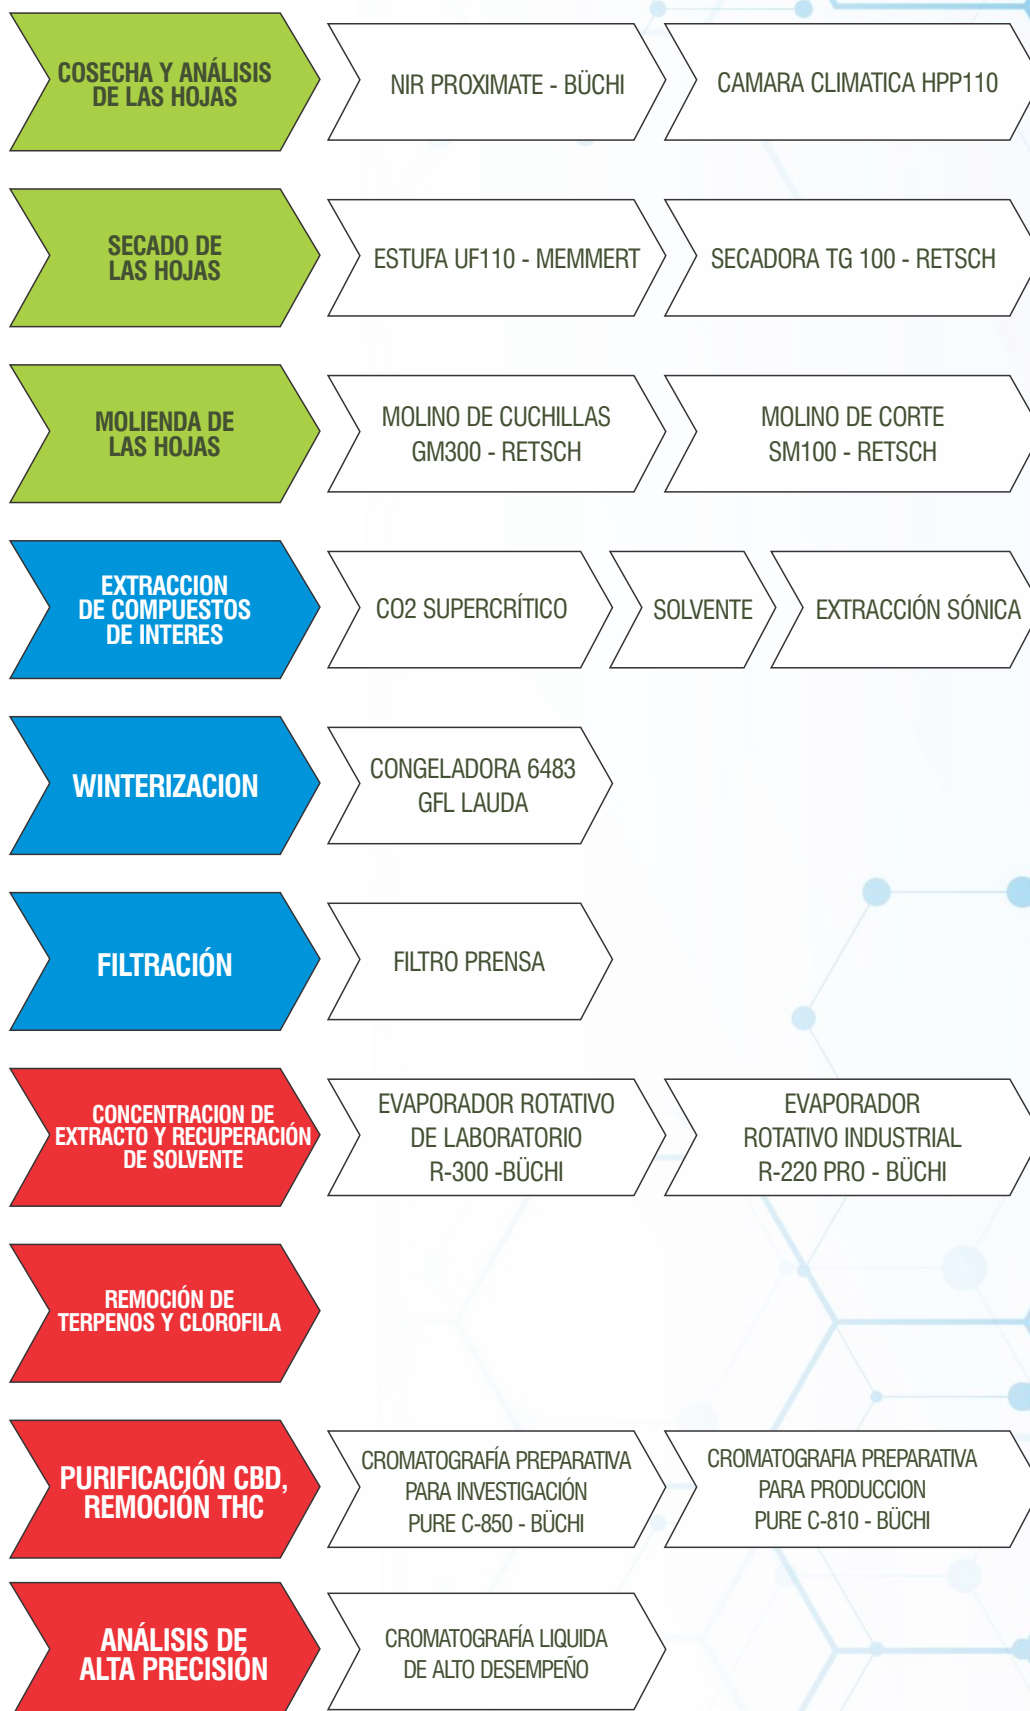 COSECHA Y ANÁLISIS
DE LAS HOJAS
NIR PROXIMATE - BÜCHI
CAMARA CLIMATICA HPP110
SECADO DE
LAS HOJAS
ESTUFA UF110 - MEMMERT
SECADORA TG 100 - RETSCH
MOLIENDA DE
LAS HOJAS
MOLINO DE CUCHILLAS
GM300 - RETSCH
MOLINO DE CORTE
SM100 - RETSCH
EXTRACCION
DE COMPUESTOS
DE INTERES
CO2 SUPERCRÍTICO
SOLVENTE
EXTRACCIÓN SÓNICA
WINTERIZACION
CONGELADORA 6483
GFL LAUDA
FILTRACIÓN
FILTRO PRENSA
CONCENTRACION DE
EXTRACTO Y RECUPERACIÓN
DE SOLVENTE
EVAPORADOR ROTATIVO
DE LABORATORIO
R-300 -BÜCHI
EVAPORADOR
ROTATIVO INDUSTRIAL
R-220 PRO - BÜCHI
REMOCIÓN DE
TERPENOS Y CLOROFILA
PURIFICACIÓN CBD,
REMOCIÓN THC
CROMATOGRAFÍA PREPARATIVA
PARA INVESTIGACIÓN
PURE C-850 - BÜCHI
CROMATOGRAFIA PREPARATIVA
PARA PRODUCCION
PURE C-810 - BÜCHI
ANÁLISIS DE
ALTA PRECISIÓN
CROMATOGRAFÍA LIQUIDA
DE ALTO DESEMPEÑO